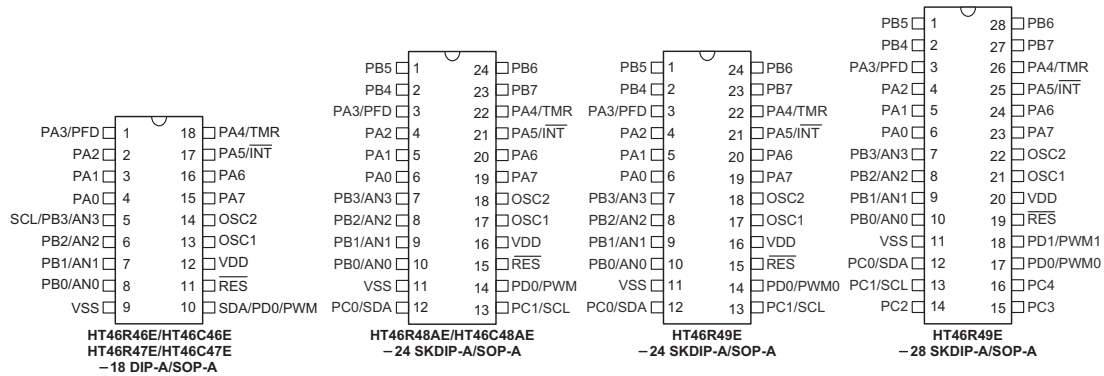 PA3/PFD 1 18 PA4/TMR
PA2 2 17 PA5/INT
PA1 3 16 PA6
PA0 4 15 PA7
SCL/PB3/AN3 5 14 OSC2
PB2/AN2 6 13 OSC1
PB1/AN1 7 12 VDD
PB0/AN0 8 11 RES
VSS 9 10 SDA/PD0/PWM
HT46R46E/HT46C46E
HT46R47E/HT46C47E
－18 DIP-A/SOP-A
PB5 1 24 PB6
PB4 2 23 PB7
PA3/PFD 3 22 PA4/TMR
PA2 4 21 PA5/INT
PA1 5 20 PA6
PA0 6 19 PA7
PB3/AN3 7 18 OSC2
PB2/AN2 8 17 OSC1
PB1/AN1 9 16 VDD
PB0/AN0 10 15 RES
VSS 11 14 PD0/PWM
PC0/SDA 12 13 PC1/SCL
HT46R48AE/HT46C48AE
－24 SKDIP-A/SOP-A
PB5 1 24 PB6
PB4 2 23 PB7
PA3/PFD 3 22 PA4/TMR
PA2 4 21 PA5/INT
PA1 5 20 PA6
PA0 6 19 PA7
PB3/AN3 7 18 OSC2
PB2/AN2 8 17 OSC1
PB1/AN1 9 16 VDD
PB0/AN0 10 15 RES
VSS 11 14 PD0/PWM0
PC0/SDA 12 13 PC1/SCL
HT46R49E
－24 SKDIP-A/SOP-A
PB5 1 28 PB6
PB4 2 27 PB7
PA3/PFD 3 26 PA4/TMR
PA2 4 25 PA5/INT
PA1 5 24 PA6
PA0 6 23 PA7
PB3/AN3 7 22 OSC2
PB2/AN2 8 21 OSC1
PB1/AN1 9 20 VDD
PB0/AN0 10 19 RES
VSS 11 18 PD1/PWM1
PC0/SDA 12 17 PD0/PWM0
PC1/SCL 13 16 PC4
PC2 14 15 PC3
HT46R49E
－28 SKDIP-A/SOP-A